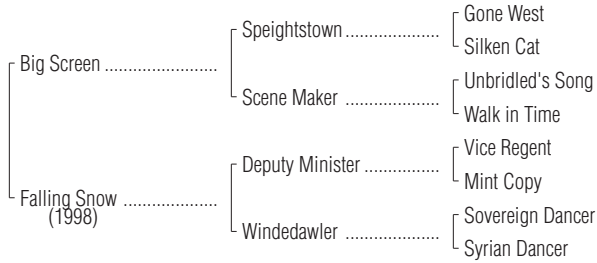 Gone West
Speightstown ....................
Silken Cat
Big Screen ........................
Unbridled's Song
Scene Maker ....................
Walk in Time
Vice Regent
Deputy Minister ................
Mint Copy
Falling Snow ....................
(1998)
Sovereign Dancer
Windedawler ....................
Syrian Dancer